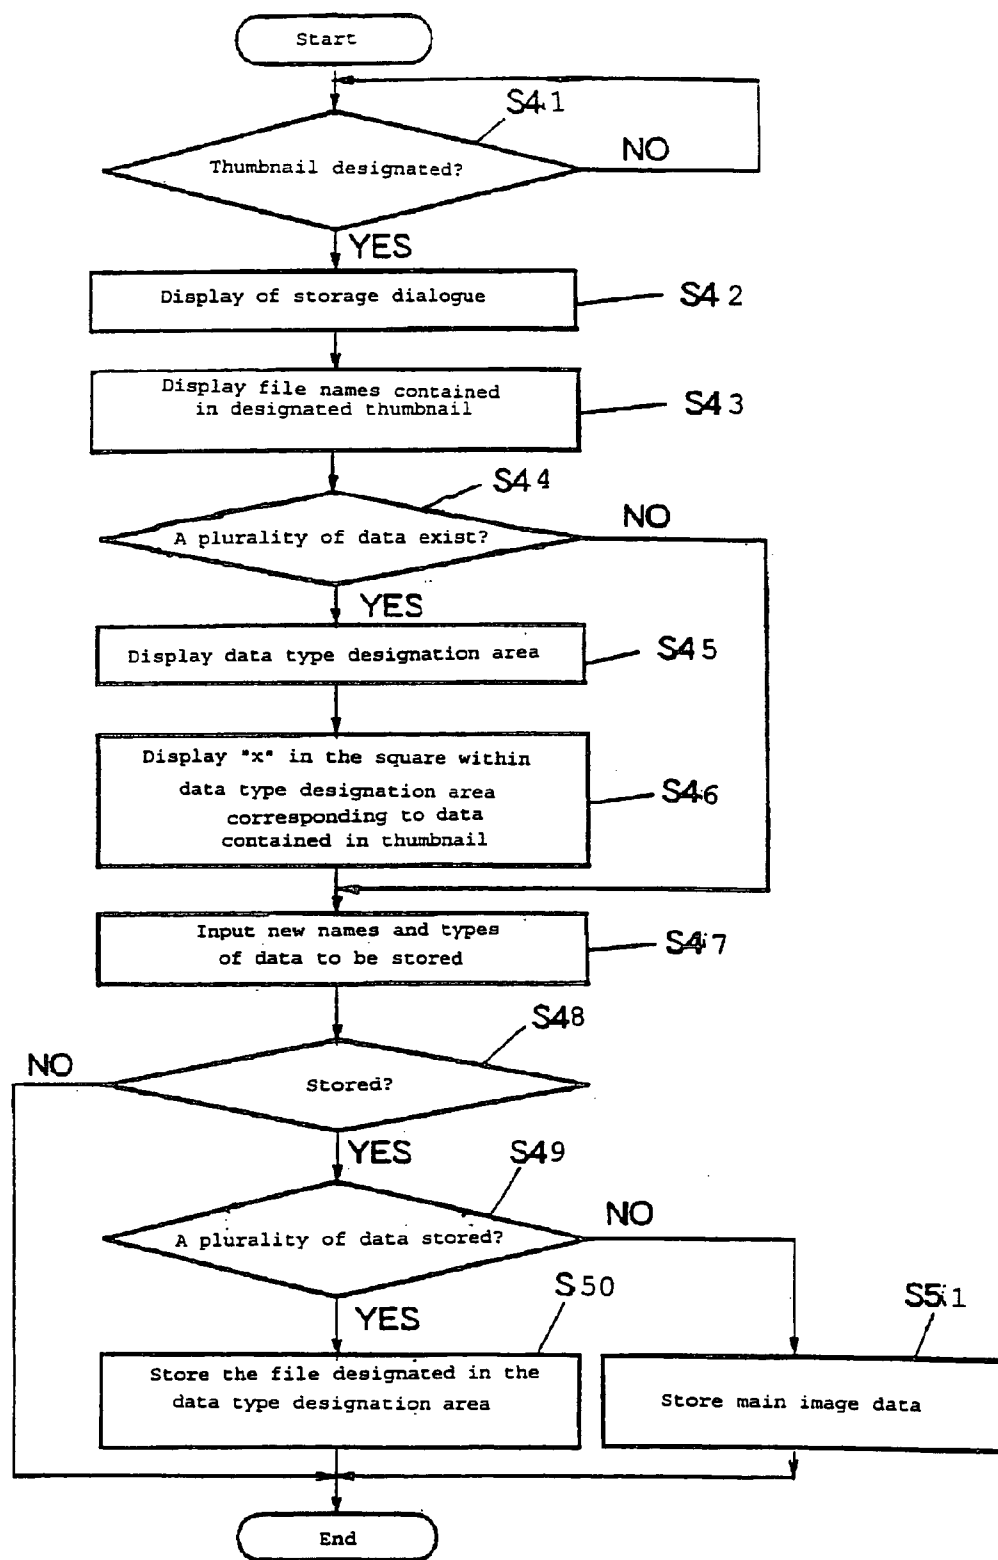 Start
S41
Thumbnail designated?
NO
YES
Display of storage dialogue
S42
Display file names contained
in designated thumbnail
S43
S44
A plurality of data exist?
NO
YES
Display data type designation area
S45
Display "x" in the square within
data type designation area
corresponding to data
contained in thumbnail
S46
Input new names and types
of data to be stored
S47
S48
NO
Stored?
YES
S49
A plurality of data stored?
NO
YES
S50
S51
Store the file designated in the
data type designation area
Store main image data
End